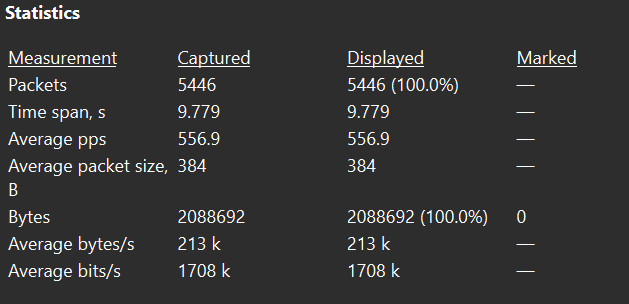 Statistics
Measurement Captured Displayed Marked
Packets 5446 5446 (100.0%) —
Time span, s 9.779 9.779 —
Average pps 556.9 556.9 —
Average packet size, 384 384 —
B
Bytes 2088692 2088692 (100.0%) 0
Average bytes/s 213 k 213 k —
Average bits/s 1708 k 1708 k —